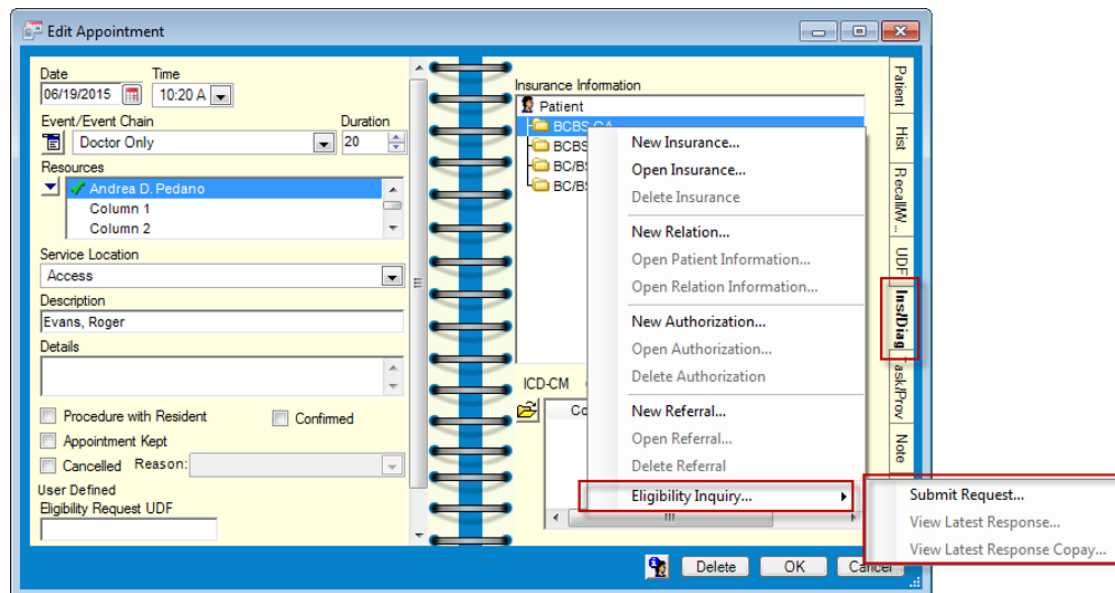 Edit Appointment
Date Time
06/19/2015 10:20 A
Event/Event Chain Duration
Doctor Only 20
Resources
Andrea D. Pedano
Column 1
Column 2
Service Location
Access
Description
Evans, Roger
Details
Procedure with Resident Confirmed
Appointment Kept
Cancelled Reason:
User Defined
Eligibility Request UDF
Insurance Information
Patient
BCBS GA
BCBS
BC/BS
BC/BS
ICD-CM
Co
New Insurance...
Open Insurance...
Delete Insurance
New Relation...
Open Patient Information...
Open Relation Information...
New Authorization...
Open Authorization...
Delete Authorization
New Referral...
Open Referral...
Delete Referral
Eligibility Inquiry...
Submit Request...
View Latest Response...
View Latest Response Copay...
Patient
Hist
Recall/W...
UDF
Ins/Diag
Task/Prov
Note
Delete OK Cancel